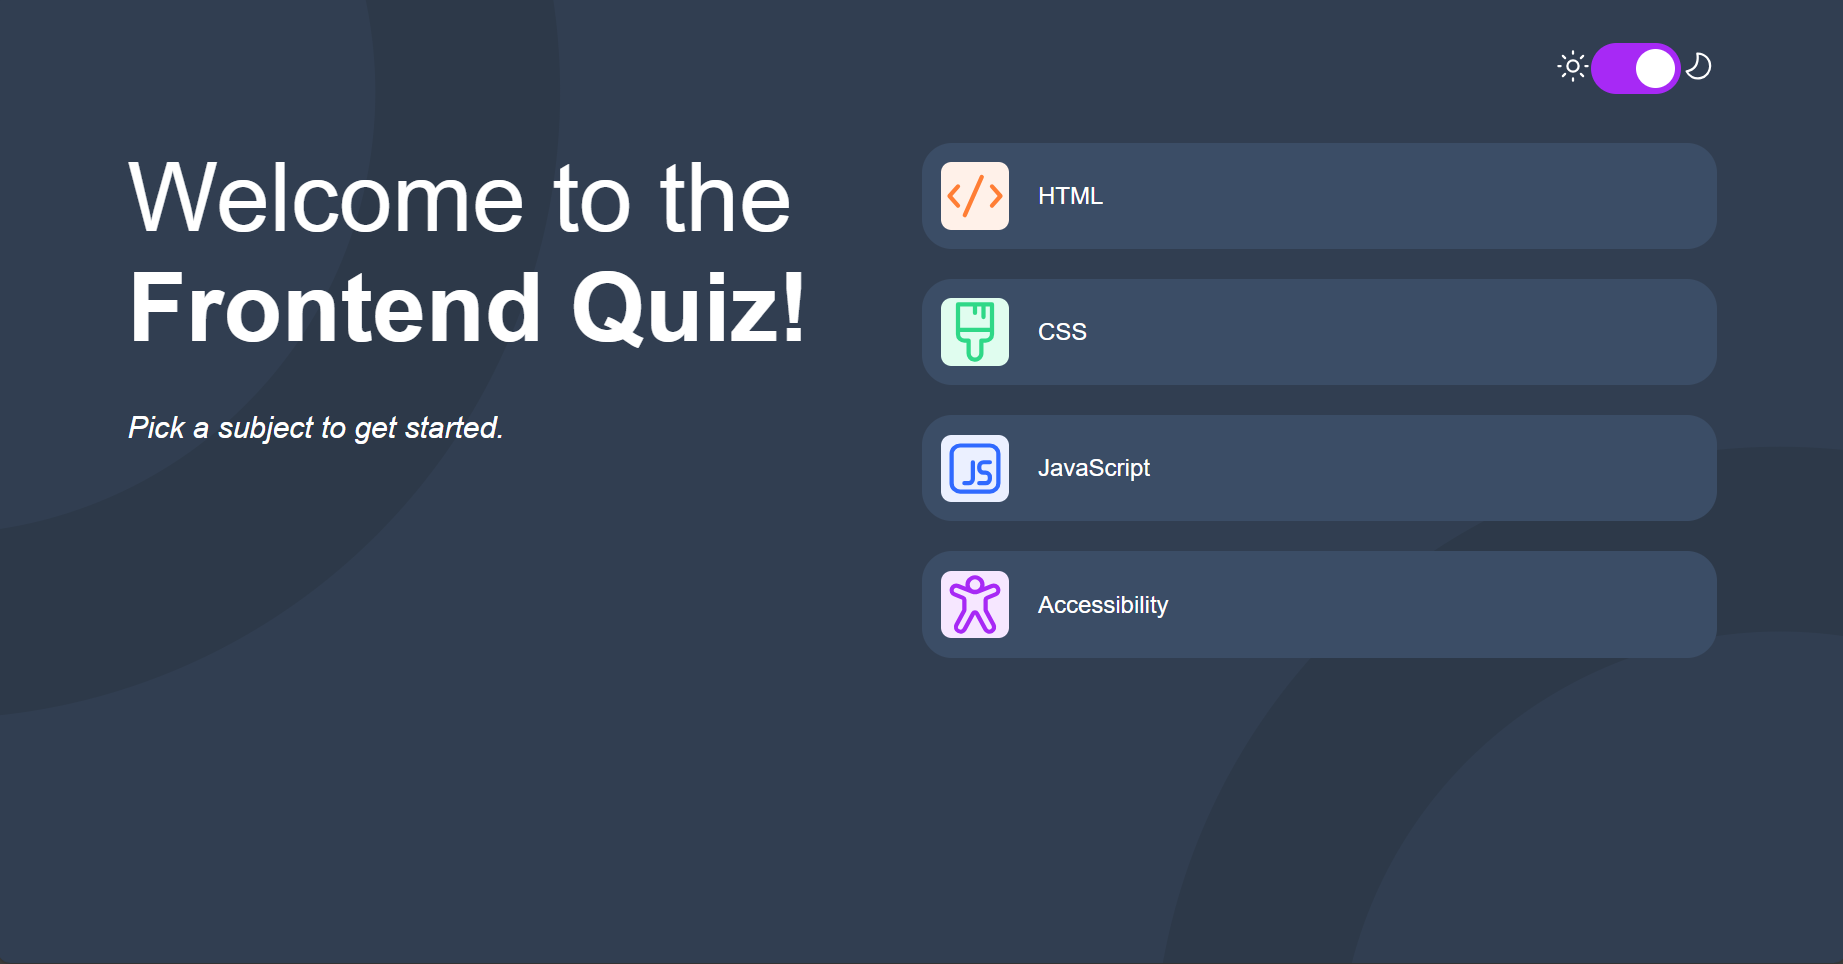 Welcome to the
Frontend Quiz!
Pick a subject to get started.
HTML
CSS
JS
JavaScript
Accessibility